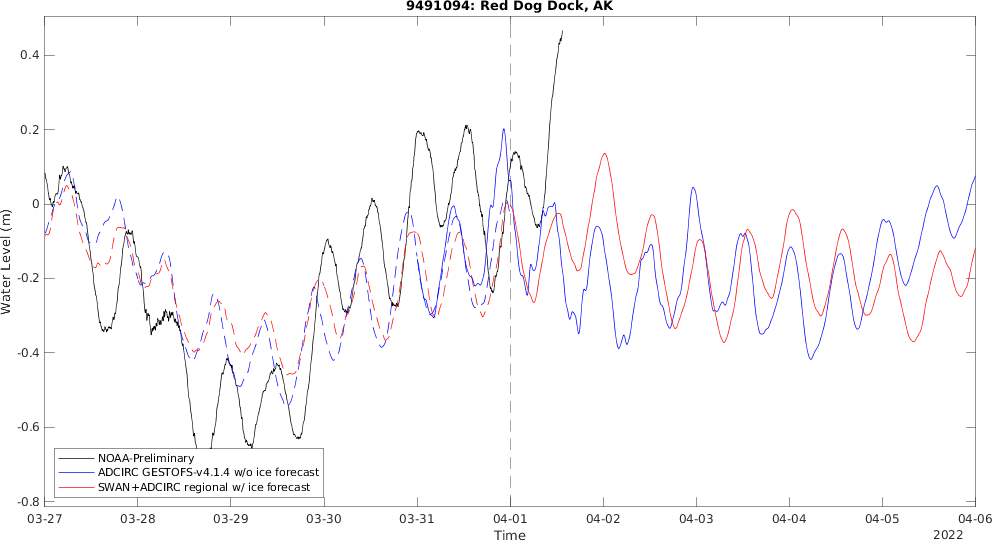 9491094: Red Dog Dock, AK
Water Level (m)
0.4
0.2
0
-0.2
-0.4
-0.6
-0.8
NOAA-Preliminary
ADCIRC GESTOFS-v4.1.4 w/o ice forecast
SWAN+ADCIRC regional w/ ice forecast
03-27 03-28 03-29 03-30 03-31 04-01 04-02 04-03 04-04 04-05 04-06
Time
2022